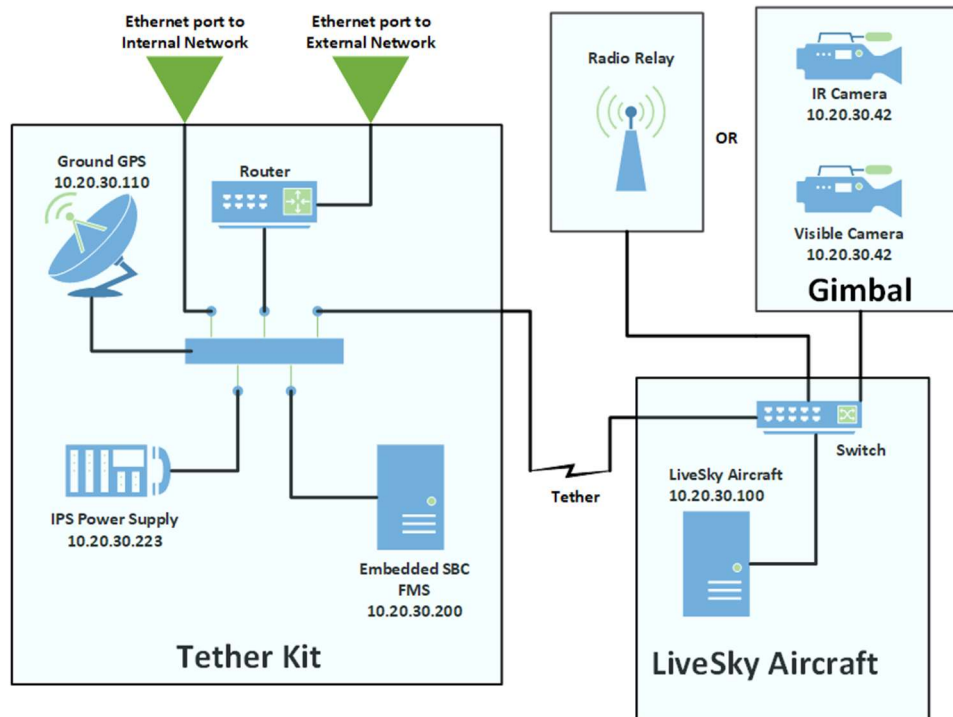 Ethernet port to
Internal Network
Ethernet port to
External Network
Ground GPS
10.20.30.110
Router
IPS Power Supply
10.20.30.223
Embedded SBC
FMS
10.20.30.200
Tether Kit
Tether
Radio Relay
OR
IR Camera
10.20.30.42
Visible Camera
10.20.30.42
Gimbal
Switch
LiveSky Aircraft
10.20.30.100
LiveSky Aircraft